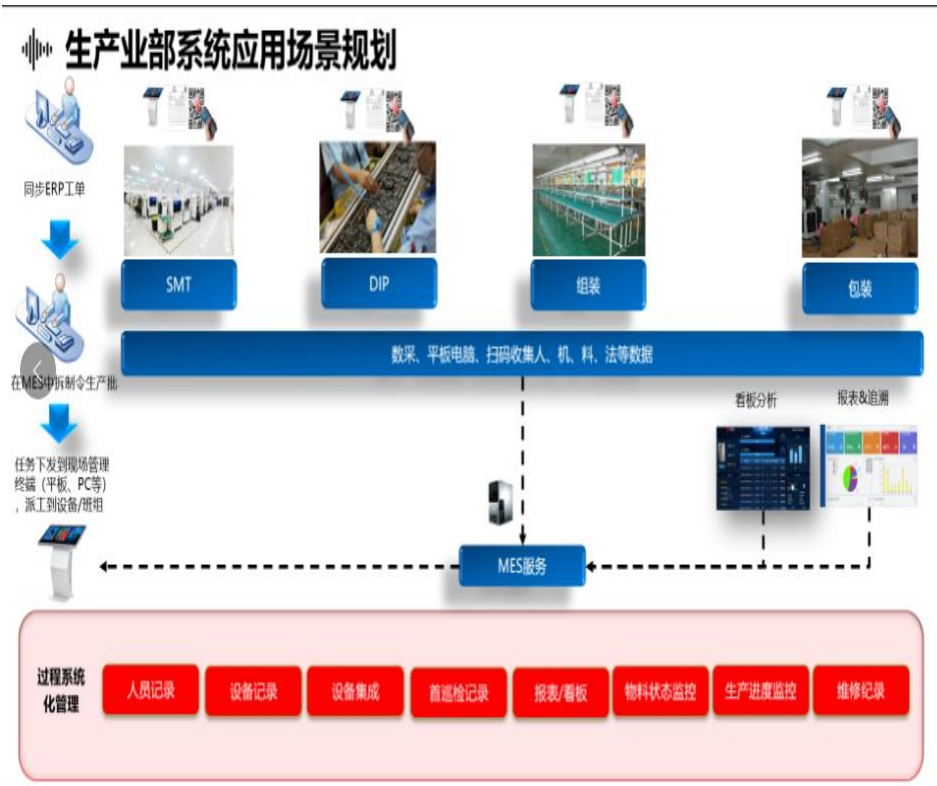 生产业部系统应用场景规划
同步ERP工单
在MES中拆制令生产批
任务下发到现场管理
终端（平板、PC等）
，派工到设备/班组
SMT
DIP
组装
包装
数采、平板电脑、扫码收集人、机、料、法等数据
看板分析
报表&追溯
MES服务
过程系统
化管理
人员记录
设备记录
设备集成
首巡检记录
报表/看板
物料状态监控
生产进度监控
维修纪录